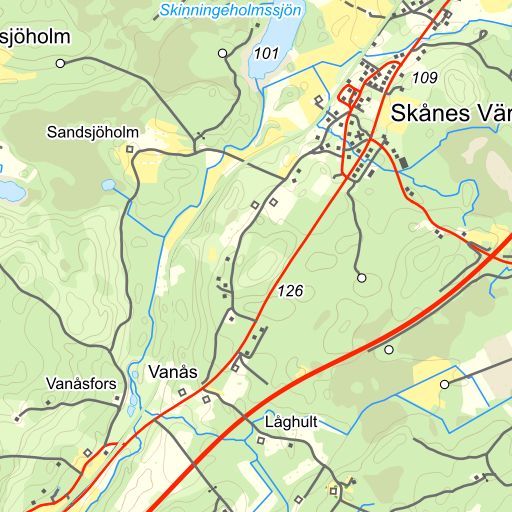 Skinningeholmssjön
sjöholm
101
109
Skånes Vär
Sandsjöholm
126
Vanås
Vanåsfors
Låghult